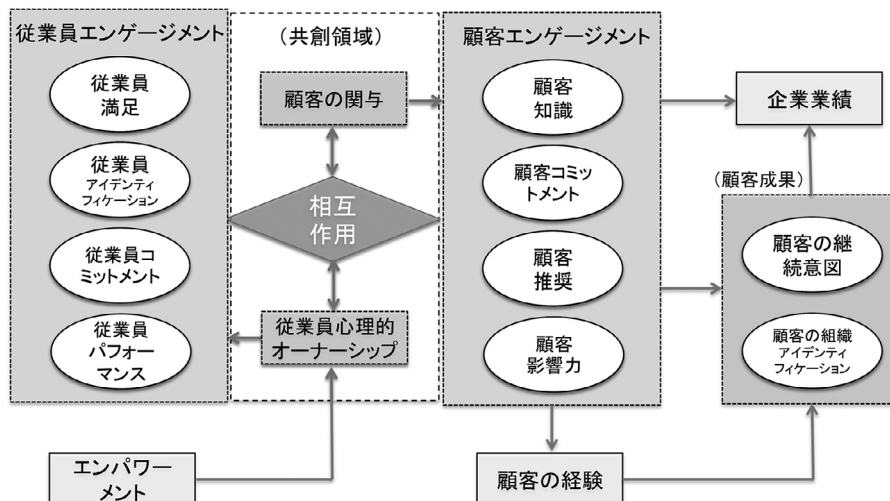 従業員エンゲージメント
従業員
満足
従業員
アイデンティ
フィケーション
従業員コ
ミットメント
従業員
パフォー
マンス
エンパワー
メント
（共創領域）
顧客の関与
相互
作用
従業員心理的
オーナーシップ
顧客エンゲージメント
顧客
知識
顧客コミッ
トメント
顧客
推奨
顧客
影響力
顧客の経験
企業業績
（顧客成果）
顧客の継
続意図
顧客の組織
アイデンティ
フィケーション